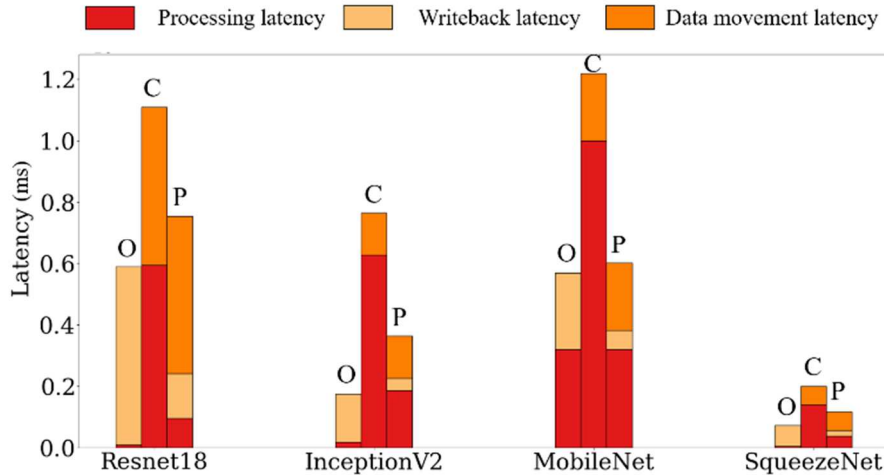 Processing latency Writeback latency Data movement latency
Latency (ms)
1.2
1.0
0.8
0.6
0.4
0.2
0.0
O C P
O C P
O C P
O C P
Resnet18 InceptionV2 MobileNet SqueezeNet